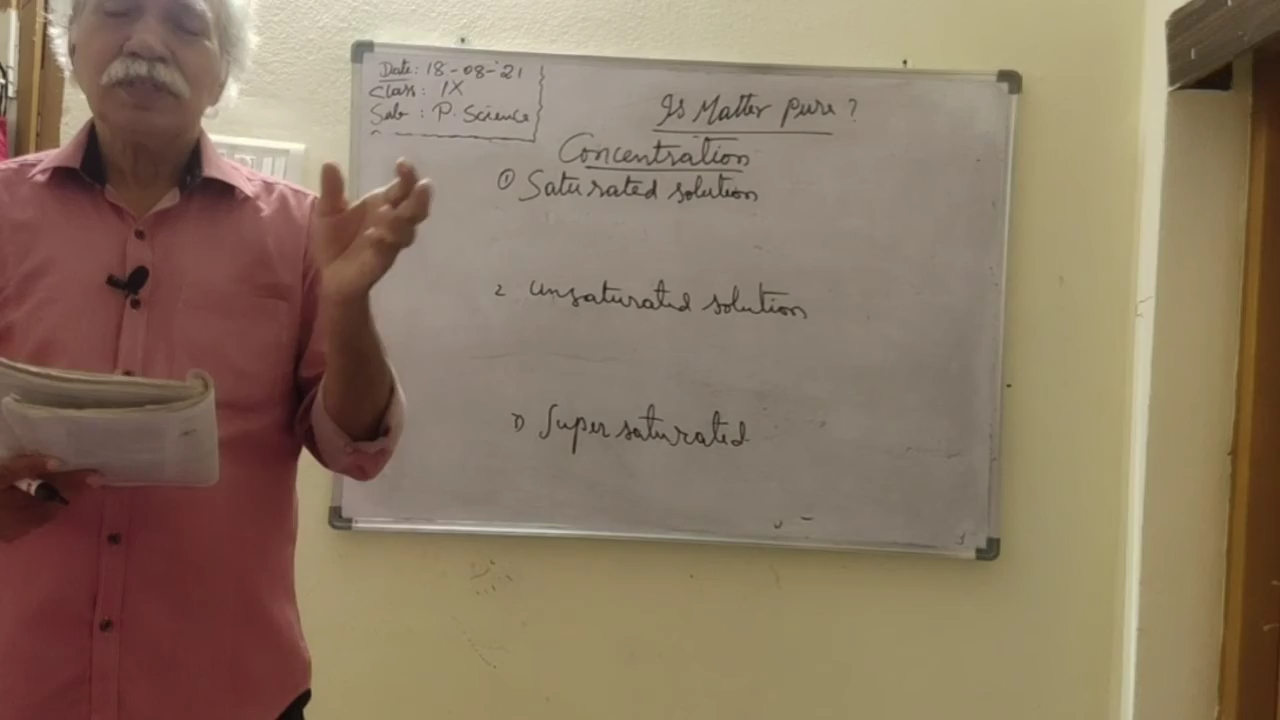 Date: 18-08-'21
Class: IX
Sub: P. Science
Is Matter pure?
Concentration
① Saturated solution
2 unsaturated solution
3) Super saturated